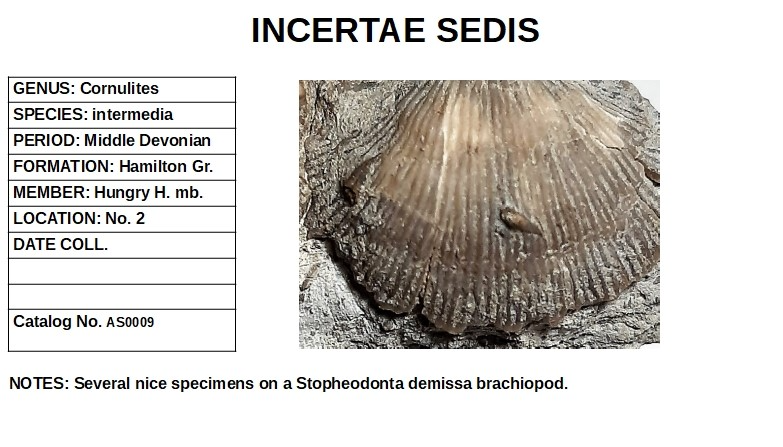 INCERTAE SEDIS
GENUS: Cornulites
SPECIES: intermedia
PERIOD: Middle Devonian
FORMATION: Hamilton Gr.
MEMBER: Hungry H. mb.
LOCATION: No. 2
DATE COLL.
Catalog No. AS0009
NOTES: Several nice specimens on a Stopheodonta demissa brachiopod.